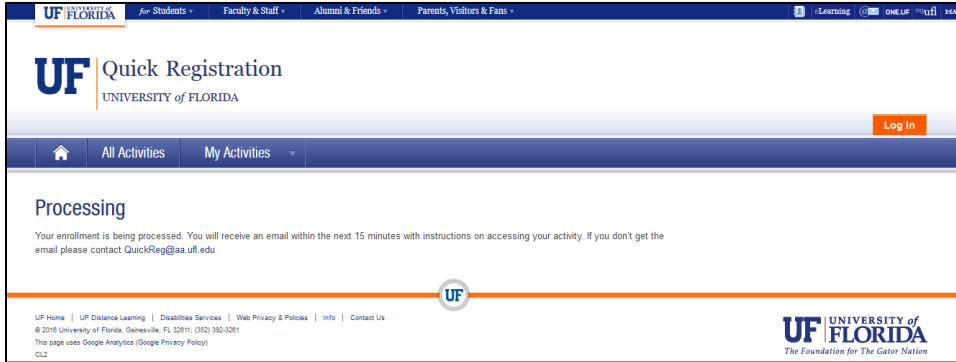 UF UNIVERSITY of FLORIDA for Students Faculty & Staff Alumni & Friends Parents, Visitors & Fans eLearning @ ONE.UF myufl
UF Quick Registration
UNIVERSITY of FLORIDA
Log In
All Activities My Activities
Processing
Your enrollment is being processed. You will receive an email within the next 15 minutes with instructions on accessing your activity. If you don't get the
email please contact QuickReg@aa.ufl.edu
UF
UF Home | UF Distance Learning | Disabilities Services | Web Privacy & Policies | Info | Contact Us
© 2016 University of Florida, Gainesville, FL 32611; (352) 392-3261
This page uses Google Analytics (Google Privacy Policy)
CL2
UF UNIVERSITY of FLORIDA
The Foundation for The Gator Nation